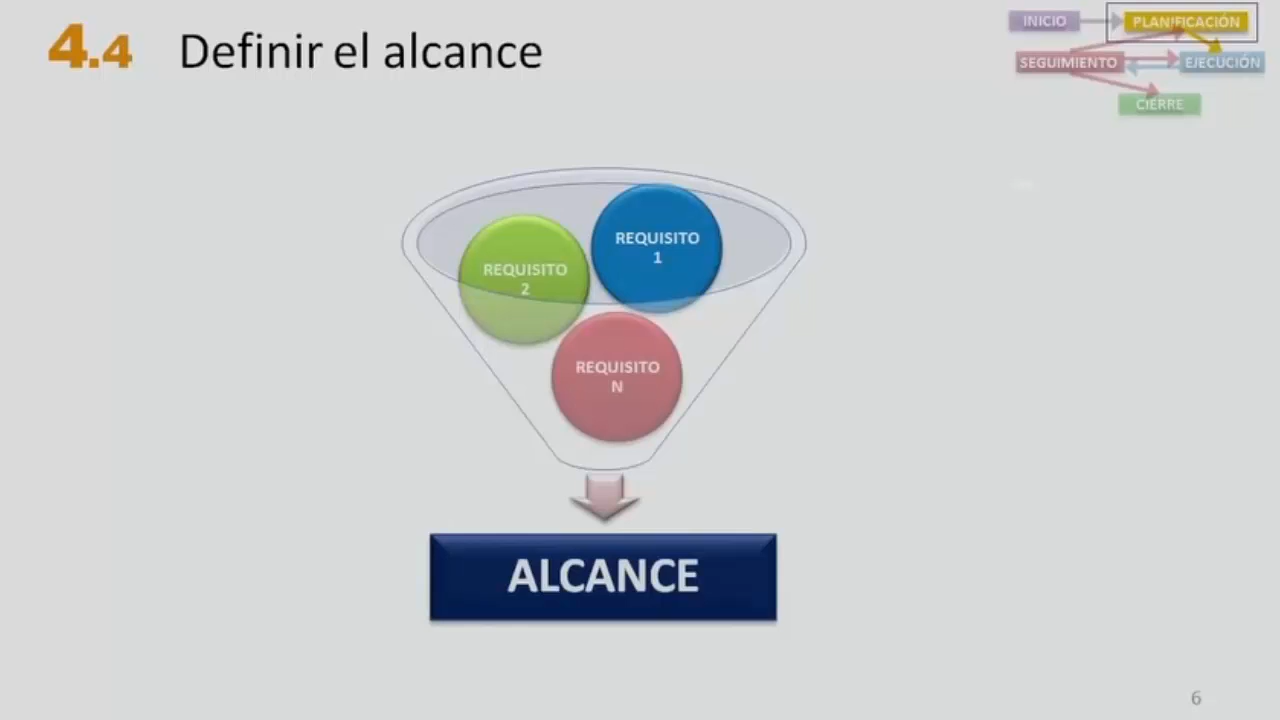 4.4 Definir el alcance
INICIO
PLANIFICACIÓN
SEGUIMIENTO
EJECUCIÓN
CIERRE
REQUISITO
1
REQUISITO
2
REQUISITO
N
ALCANCE
6